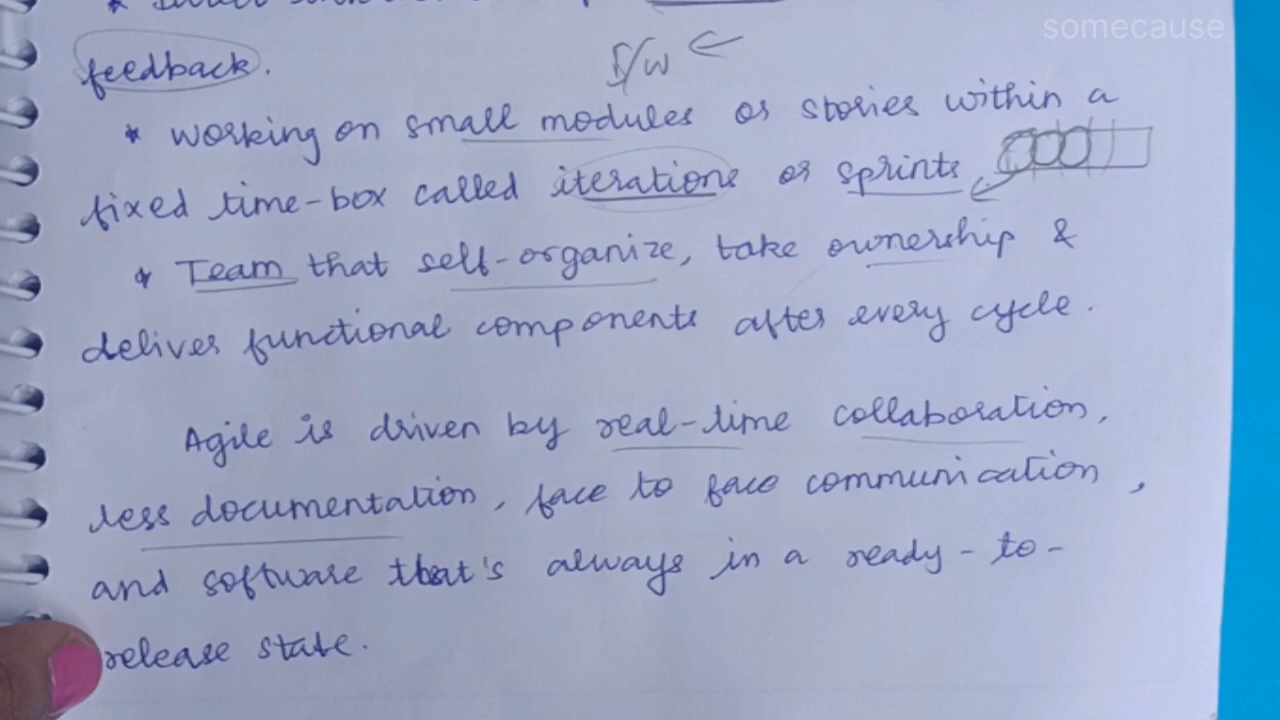 somecause
feedback.
S/W
* working on small modules or stories within a
fixed time-box called iterations or sprints
* Team that self-organize, take ownership &
deliver functional components after every cycle.
Agile is driven by real-time collaboration,
less documentation, face to face communication,
and software that's always in a ready-to-
release state.